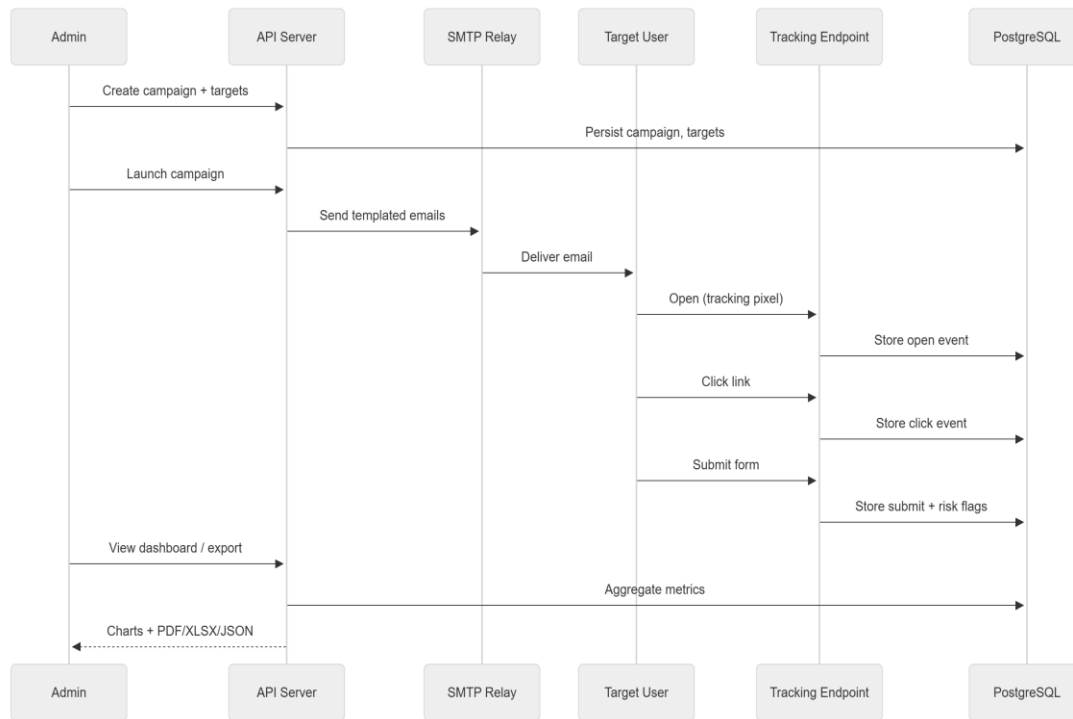 Admin
API Server
SMTP Relay
Target User
Tracking Endpoint
PostgreSQL
Create campaign + targets
Persist campaign, targets
Launch campaign
Send templated emails
Deliver email
Open (tracking pixel)
Store open event
Click link
Store click event
Submit form
Store submit + risk flags
View dashboard / export
Aggregate metrics
Charts + PDF/XLSX/JSON
Admin
API Server
SMTP Relay
Target User
Tracking Endpoint
PostgreSQL